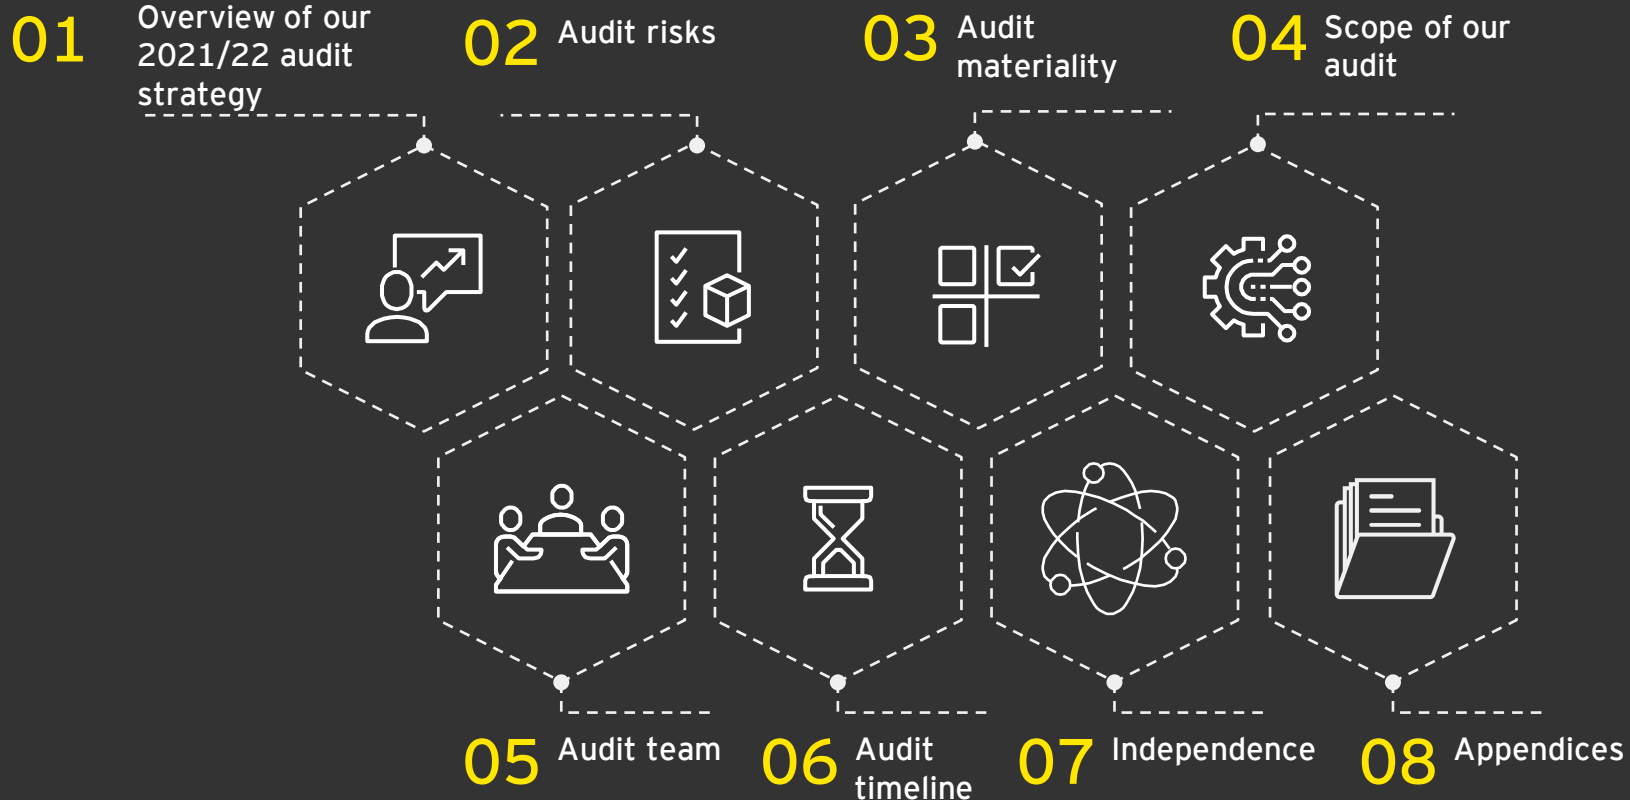 01
Overview of our
2021/22 audit
strategy
02
Audit risks
03
Audit
materiality
04
Scope of our
audit
05
Audit team
06
Audit
timeline
07
Independence
08
Appendices